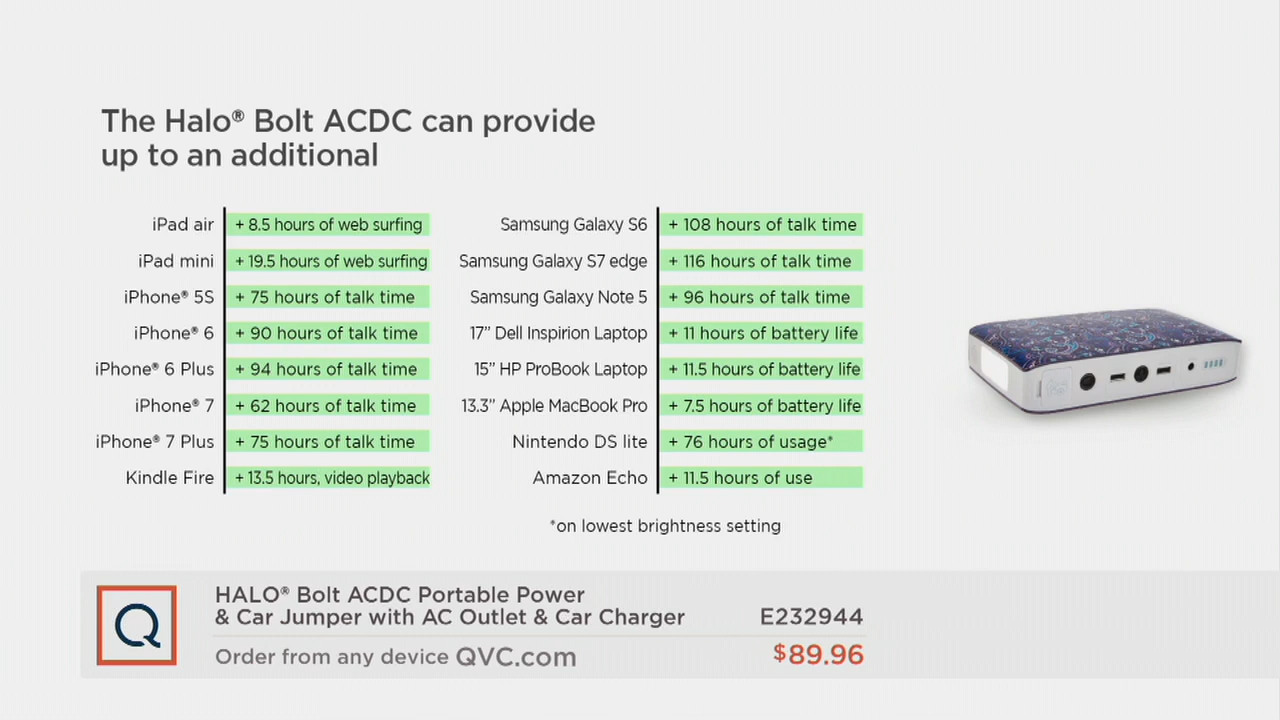 The Halo® Bolt ACDC can provide
up to an additional
iPad air + 8.5 hours of web surfing
iPad mini + 19.5 hours of web surfing
iPhone® 5S + 75 hours of talk time
iPhone® 6 + 90 hours of talk time
iPhone® 6 Plus + 94 hours of talk time
iPhone® 7 + 62 hours of talk time
iPhone® 7 Plus + 75 hours of talk time
Kindle Fire + 13.5 hours, video playback
Samsung Galaxy S6 + 108 hours of talk time
Samsung Galaxy S7 edge + 116 hours of talk time
Samsung Galaxy Note 5 + 96 hours of talk time
17” Dell Inspirion Laptop + 11 hours of battery life
15” HP ProBook Laptop + 11.5 hours of battery life
13.3” Apple MacBook Pro + 7.5 hours of battery life
Nintendo DS lite + 76 hours of usage*
Amazon Echo + 11.5 hours of use
*on lowest brightness setting
Q
HALO® Bolt ACDC Portable Power
& Car Jumper with AC Outlet & Car Charger E232944
Order from any device QVC.com $89.96